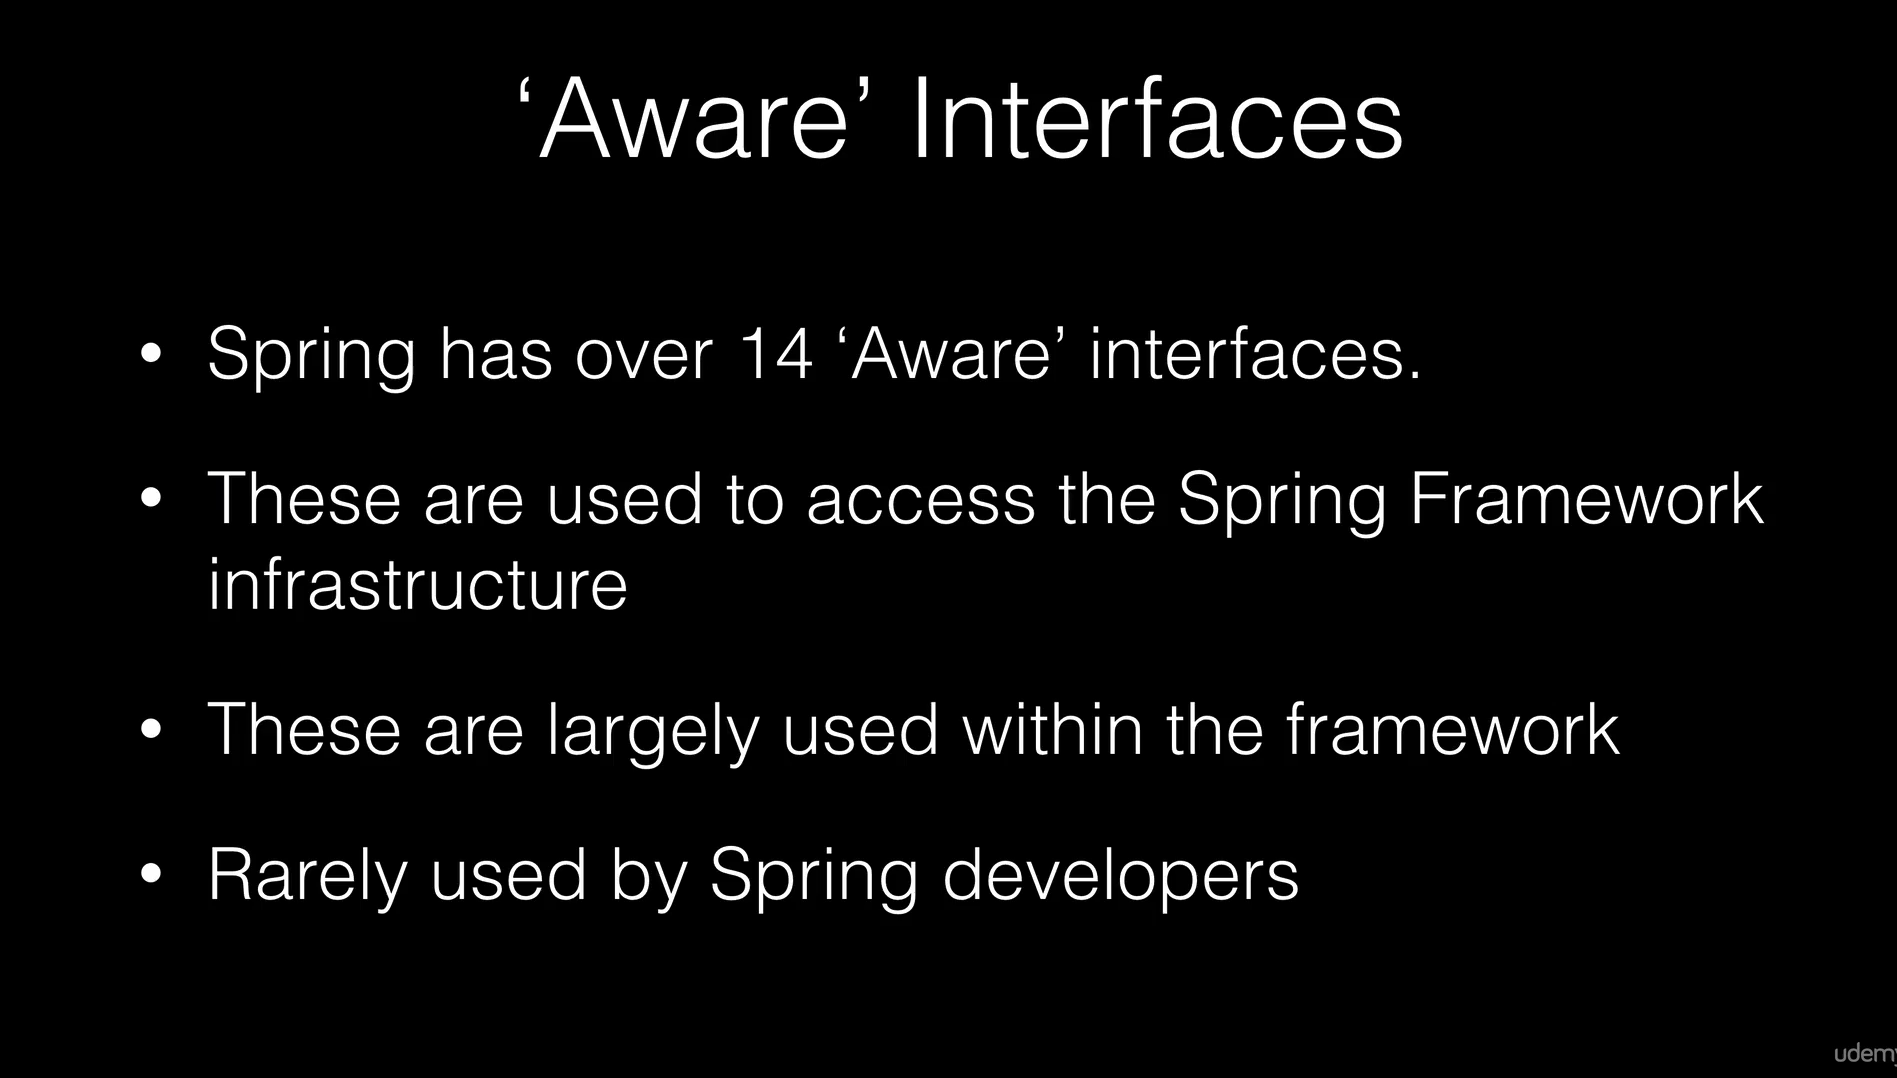 ‘Aware’ Interfaces
• Spring has over 14 ‘Aware’ interfaces.
• These are used to access the Spring Framework
infrastructure
• These are largely used within the framework
• Rarely used by Spring developers
udemy